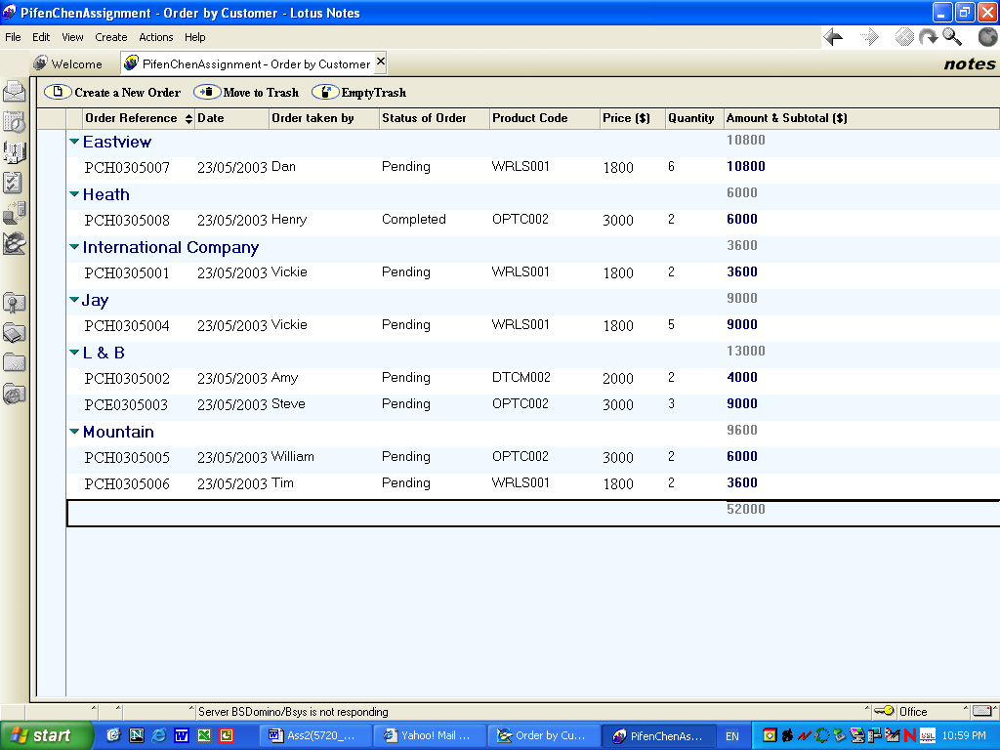 PifenChenAssignment - Order by Customer - Lotus Notes
File Edit View Create Actions Help
Welcome PifenChenAssignment - Order by Customer notes
Create a New Order Move to Trash EmptyTrash
Order Reference Date Order taken by Status of Order Product Code Price ($) Quantity Amount & Subtotal ($)
Eastview 10800
PCH0305007 23/05/2003 Dan Pending WRLS001 1800 6 10800
Heath 6000
PCH0305008 23/05/2003 Henry Completed OPTC002 3000 2 6000
International Company 3600
PCH0305001 23/05/2003 Vickie Pending WRLS001 1800 2 3600
Jay 9000
PCH0305004 23/05/2003 Vickie Pending WRLS001 1800 5 9000
L & B 13000
PCH0305002 23/05/2003 Amy Pending DTCM002 2000 2 4000
PCE0305003 23/05/2003 Steve Pending OPTC002 3000 3 9000
Mountain 9600
PCH0305005 23/05/2003 William Pending OPTC002 3000 2 6000
PCH0305006 23/05/2003 Tim Pending WRLS001 1800 2 3600
52000
Server BSDomino/Bsys is not responding Office
start Ass2(5720_... Yahoo! Mail ... Order by Cu... PifenChenAs... EN SSL 10:59 PM